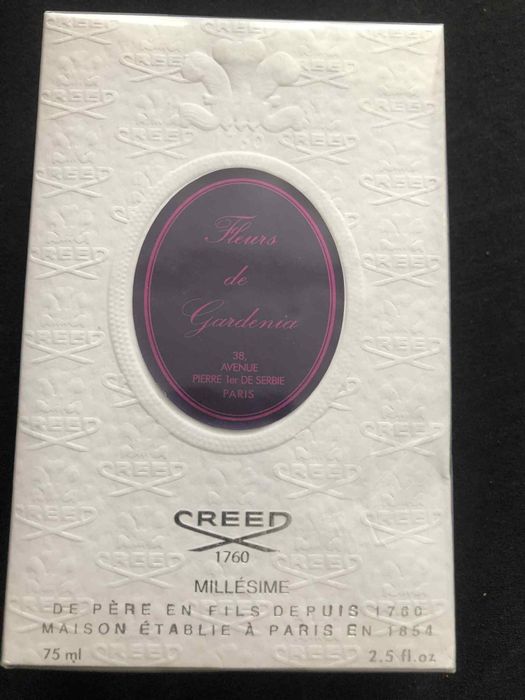 Fleurs
de
Gardenia
38,
AVENUE
PIERRE 1er DE SERBIE
PARIS
CREED
1760
MILLÉSIME
DE PÈRE EN FILS DEPUIS 1760
MAISON ÉTABLIE À PARIS EN 1854
75 ml 2.5 fl.oz